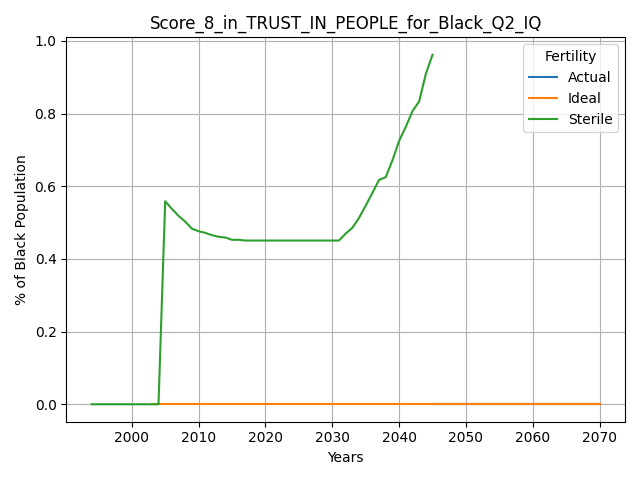 Score_8_in_TRUST_IN_PEOPLE_for_Black_Q2_IQ
1.0
0.8
0.6
0.4
0.2
0.0
% of Black Population
Fertility
Actual
Ideal
Sterile
2000 2010 2020 2030 2040 2050 2060 2070
Years